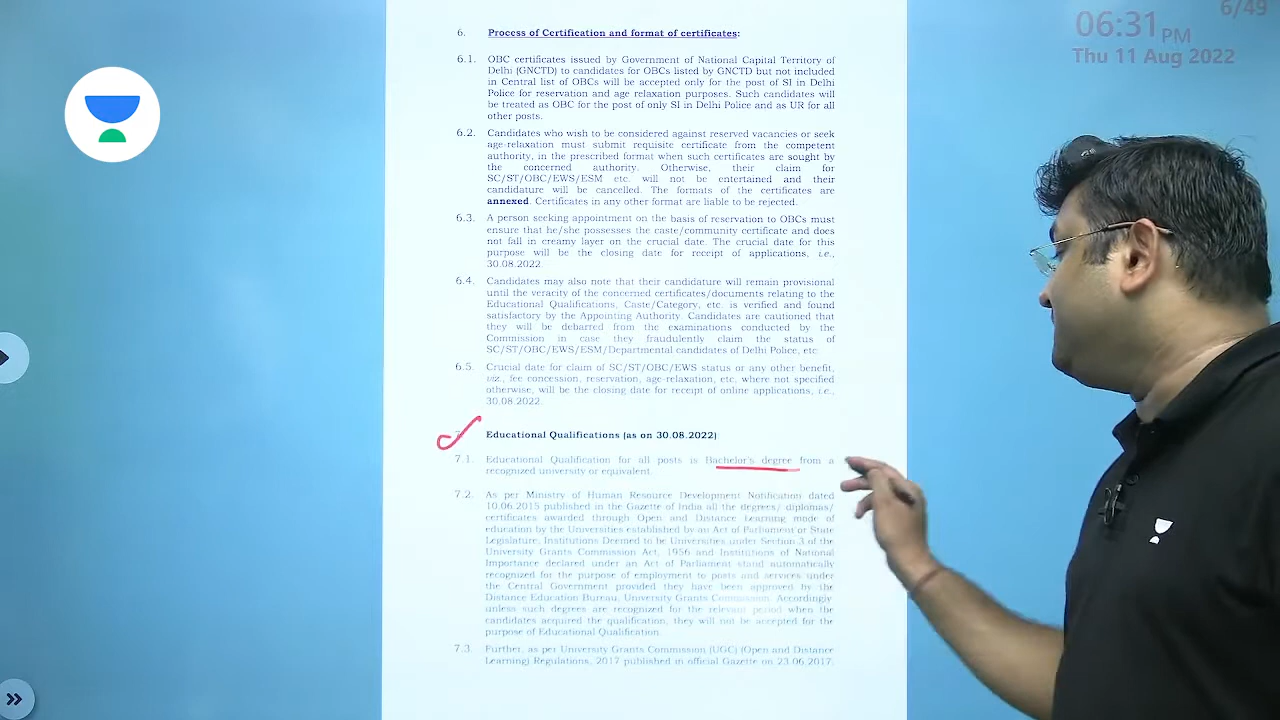 6/49
06:31 PM
Thu 11 Aug 2022
6. Process of Certification and format of certificates:
6.1. OBC certificates issued by Government of National Capital Territory of
Delhi (GNCTD) to candidates for OBCs listed by GNCTD but not included
in Central list of OBCs will be accepted only for the post of SI in Delhi
Police for reservation and age relaxation purposes. Such candidates will
be treated as OBC for the post of only SI in Delhi Police and as UR for all
other posts.
6.2. Candidates who wish to be considered against reserved vacancies or seek
age-relaxation must submit requisite certificate from the competent
authority, in the prescribed format when such certificates are sought by
the concerned authority. Otherwise, their claim for
SC/ST/OBC/EWS/ESM etc. will not be entertained and their
candidature will be cancelled. The formats of the certificates are
annexed. Certificates in any other format are liable to be rejected.
6.3. A person seeking appointment on the basis of reservation to OBCs must
ensure that he/she possesses the caste/community certificate and does
not fall in creamy layer on the crucial date. The crucial date for this
purpose will be the closing date for receipt of applications, i.e.,
30.08.2022.
6.4. Candidates may also note that their candidature will remain provisional
until the veracity of the concerned certificates/documents relating to the
Educational Qualifications, Caste/Category, etc. is verified and found
satisfactory by the Appointing Authority. Candidates are cautioned that
they will be debarred from the examinations conducted by the
Commission in case they fraudulently claim the status of
SC/ST/OBC/EWS/ESM/Departmental candidates of Delhi Police, etc.
6.5. Crucial date for claim of SC/ST/OBC/EWS status or any other benefit,
viz., fee concession, reservation, age-relaxation, etc. where not specified
otherwise, will be the closing date for receipt of online applications, i.e.,
30.08.2022.
7. Educational Qualifications (as on 30.08.2022)
7.1. Educational Qualification for all posts is Bachelor's degree from a
recognized university or equivalent.
7.2. As per Ministry of Human Resource Development Notification dated
10.06.2015 published in the Gazette of India all the degrees/ diplomas/
certificates awarded through Open and Distance Learning mode of
education by the Universities established by an Act of Parliament or State
Legislature, Institutions Deemed to be Universities under Section 3 of the
University Grants Commission Act, 1956 and Institutions of National
Importance declared under an Act of Parliament stand automatically
recognized for the purpose of employment to posts and services under
the Central Government provided they have been approved by the
Distance Education Bureau, University Grants Commission. Accordingly
unless such degrees are recognized for the relevant period when the
candidates acquired the qualification, they will not be accepted for the
purpose of Educational Qualification.
7.3. Further, as per University Grants Commission (UGC) (Open and Distance
Learning) Regulations, 2017 published in official Gazette on 23.06.2017,